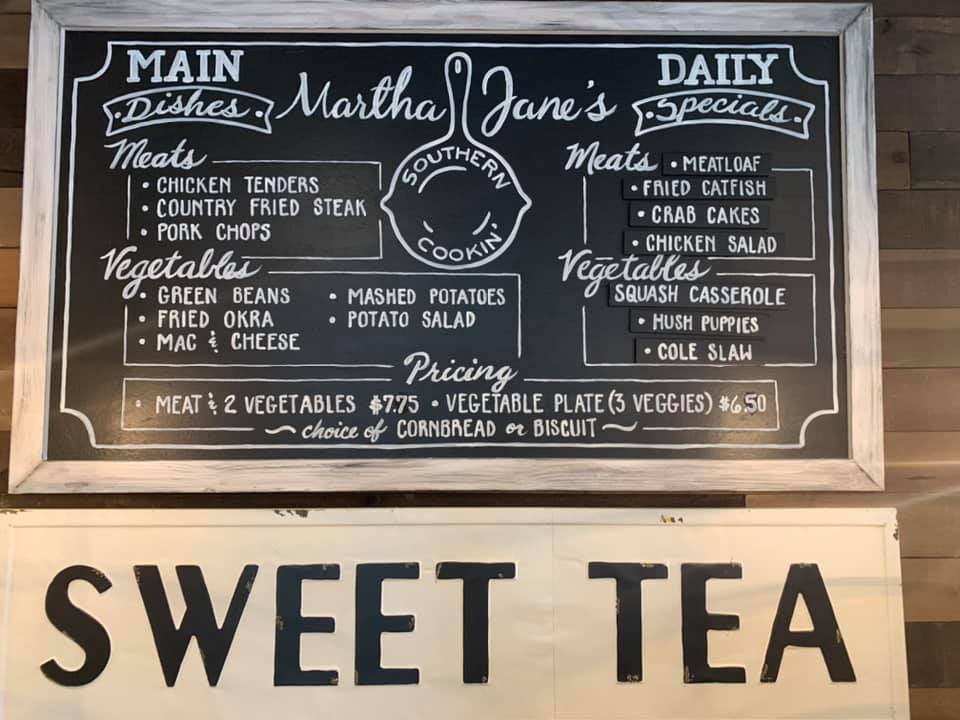 MAIN
Dishes
Martha Jane's
SOUTHERN
COOKIN'
DAILY
Specials
Meats
• CHICKEN TENDERS
• COUNTRY FRIED STEAK
• PORK CHOPS
Vegetables
• GREEN BEANS
• FRIED OKRA
• MAC & CHEESE
• MASHED POTATOES
• POTATO SALAD
Meats • MEATLOAF
• FRIED CATFISH
• CRAB CAKES
• CHICKEN SALAD
Vegetables
SQUASH CASSEROLE
• HUSH PUPPIES
• COLE SLAW
Pricing
• MEAT & 2 VEGETABLES $7.75 • VEGETABLE PLATE (3 VEGGIES) $6.50
~ choice of CORNBREAD or BISCUIT ~
SWEET TEA